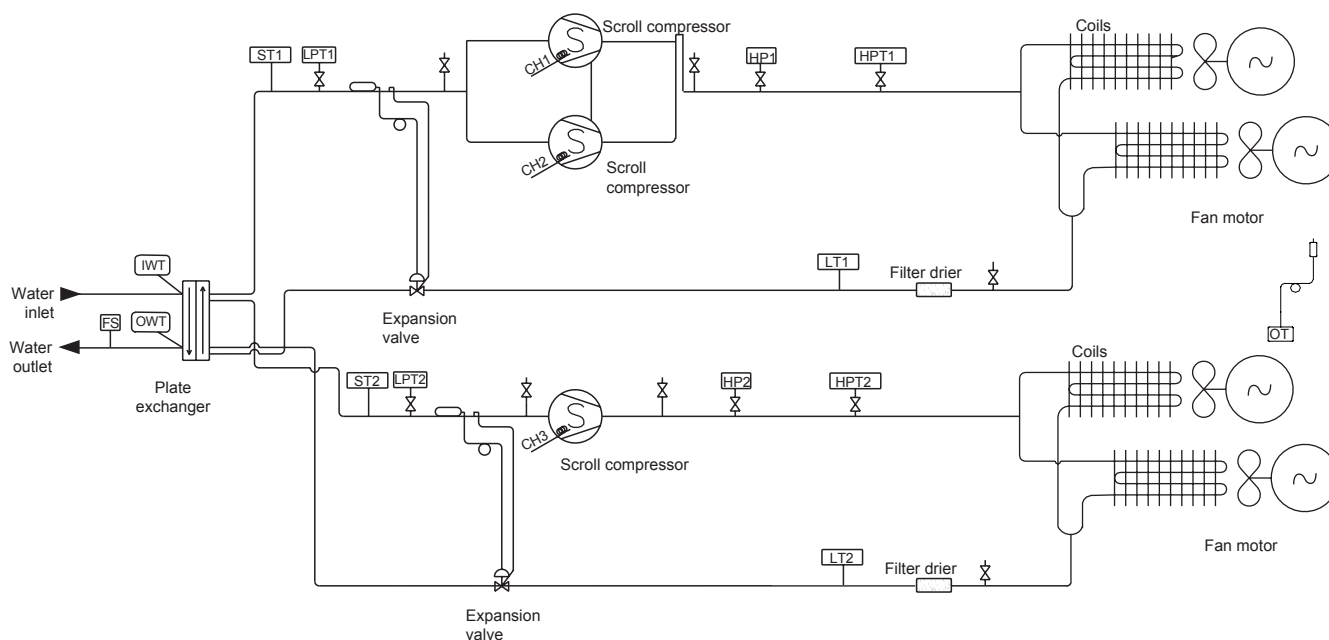 Scroll compressor
Coils
ST1
LPT1
CH1
HP1
HPT1
CH2
Scroll
compressor
Fan motor
IWT
LT1
Filter drier
Water
inlet
FS
OWT
Expansion
valve
OT
Water
outlet
Coils
Plate
exchanger
ST2
LPT2
HP2
HPT2
CH3
Scroll compressor
Fan motor
LT2
Filter drier
Expansion
valve